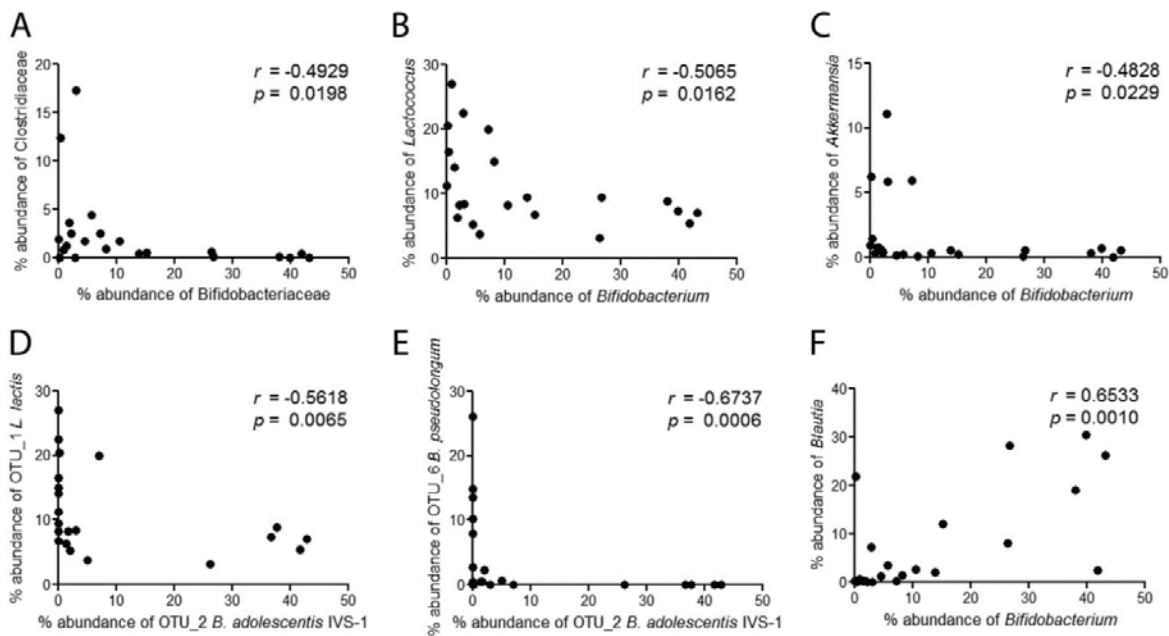 A
r = -0.4929
p = 0.0198
20
15
10
5
0
0 10 20 30 40 50
% abundance of Clostridiaceae
% abundance of Bifidobacteriaceae
B
r = -0.5065
p = 0.0162
30
20
10
0
0 10 20 30 40 50
% abundance of Lactococcus
% abundance of Bifidobacterium
C
r = -0.4828
p = 0.0229
15
10
5
0
0 10 20 30 40 50
% abundance of Akkermansia
% abundance of Bifidobacterium
D
r = -0.5618
p = 0.0065
30
20
10
0
0 10 20 30 40 50
% abundance of OTU_1 L. lactis
% abundance of OTU_2 B. adolescentis IVS-1
E
r = -0.6737
p = 0.0006
30
20
10
0
0 10 20 30 40 50
% abundance of OTU_6 B. pseudolongum
% abundance of OTU_2 B. adolescentis IVS-1
F
r = 0.6533
p = 0.0010
40
30
20
10
0
0 10 20 30 40 50
% abundance of Blautia
% abundance of Bifidobacterium